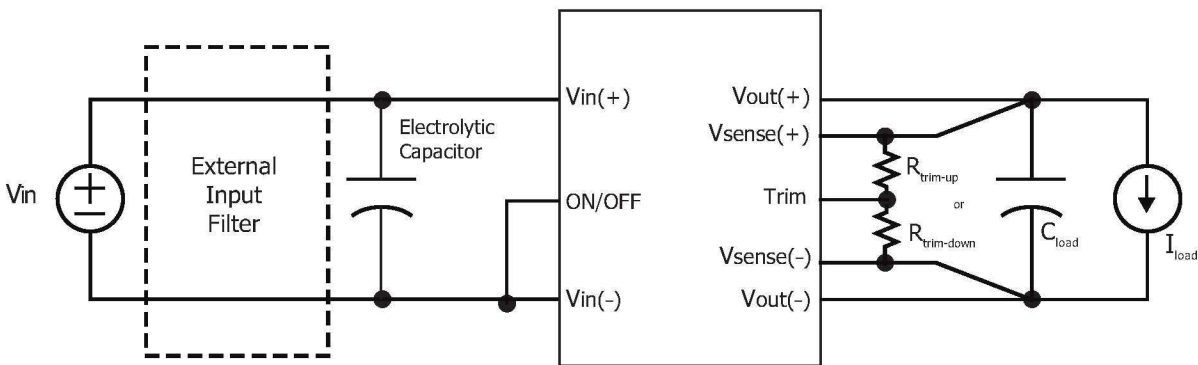 Vin
External
Input
Filter
Electrolytic
Capacitor
Vin(+)
ON/OFF
Vin(–)
Vout(+)
Vsense(+)
Trim
Vsense(–)
Vout(–)
Rtrim-up
or
Rtrim-down
Cload
Iload